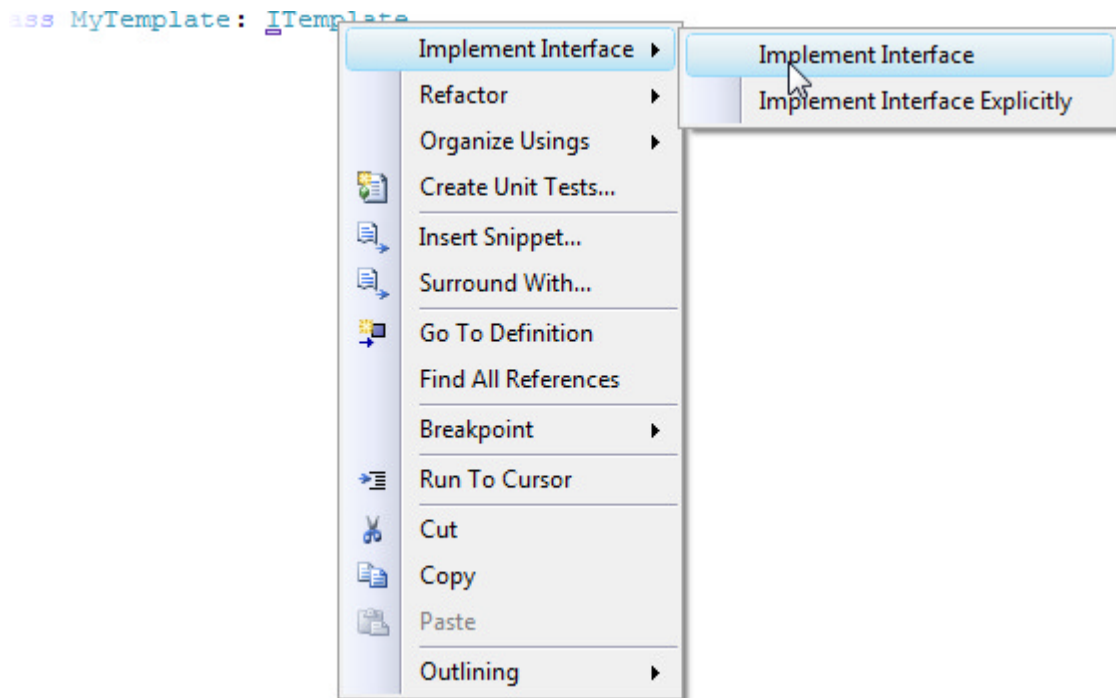 ass MyTemplate: ITemplate
Implement Interface
Refactor
Organize Usings
Create Unit Tests...
Insert Snippet...
Surround With...
Go To Definition
Find All References
Breakpoint
Run To Cursor
Cut
Copy
Paste
Outlining
Implement Interface
Implement Interface Explicitly